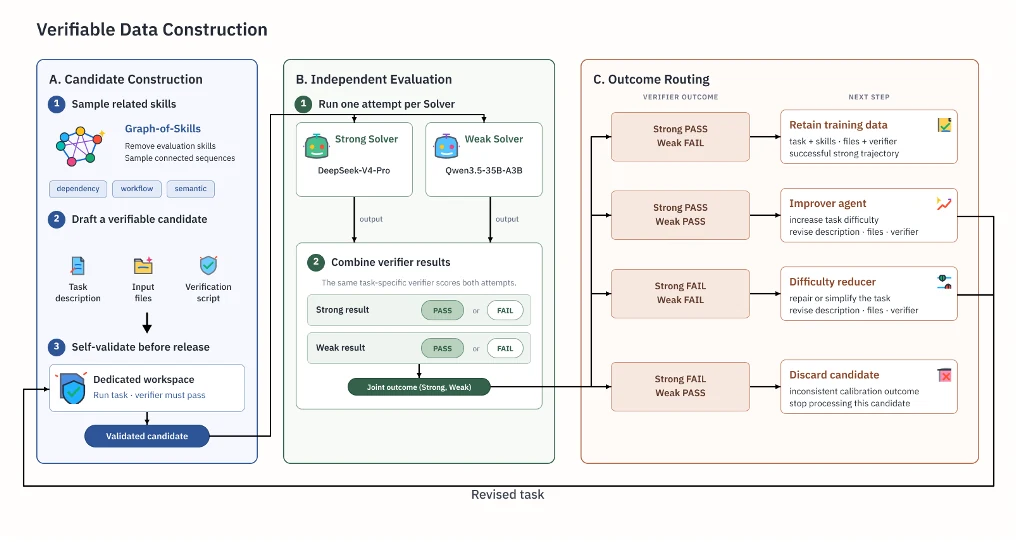 Verifiable Data Construction
A. Candidate Construction
1 Sample related skills
Graph-of-Skills
Remove evaluation skills
Sample connected sequences
dependency
workflow
semantic
2 Draft a verifiable candidate
Task
description
Input
files
Verification
script
3 Self-validate before release
Dedicated workspace
Run task · verifier must pass
Validated candidate
B. Independent Evaluation
1 Run one attempt per Solver
Strong Solver
DeepSeek-V4-Pro
Weak Solver
Qwen3.5-35B-A3B
output
output
2 Combine verifier results
The same task-specific verifier scores both attempts.
Strong result PASS or FAIL
Weak result PASS or FAIL
Joint outcome (Strong, Weak)
C. Outcome Routing
VERIFIER OUTCOME
NEXT STEP
Strong PASS
Weak FAIL
Retain training data
task + skills · files + verifier
successful strong trajectory
Strong PASS
Weak PASS
Improver agent
increase task difficulty
revise description · files · verifier
Strong FAIL
Weak FAIL
Difficulty reducer
repair or simplify the task
revise description · files · verifier
Strong FAIL
Weak PASS
Discard candidate
inconsistent calibration outcome
stop processing this candidate
Revised task